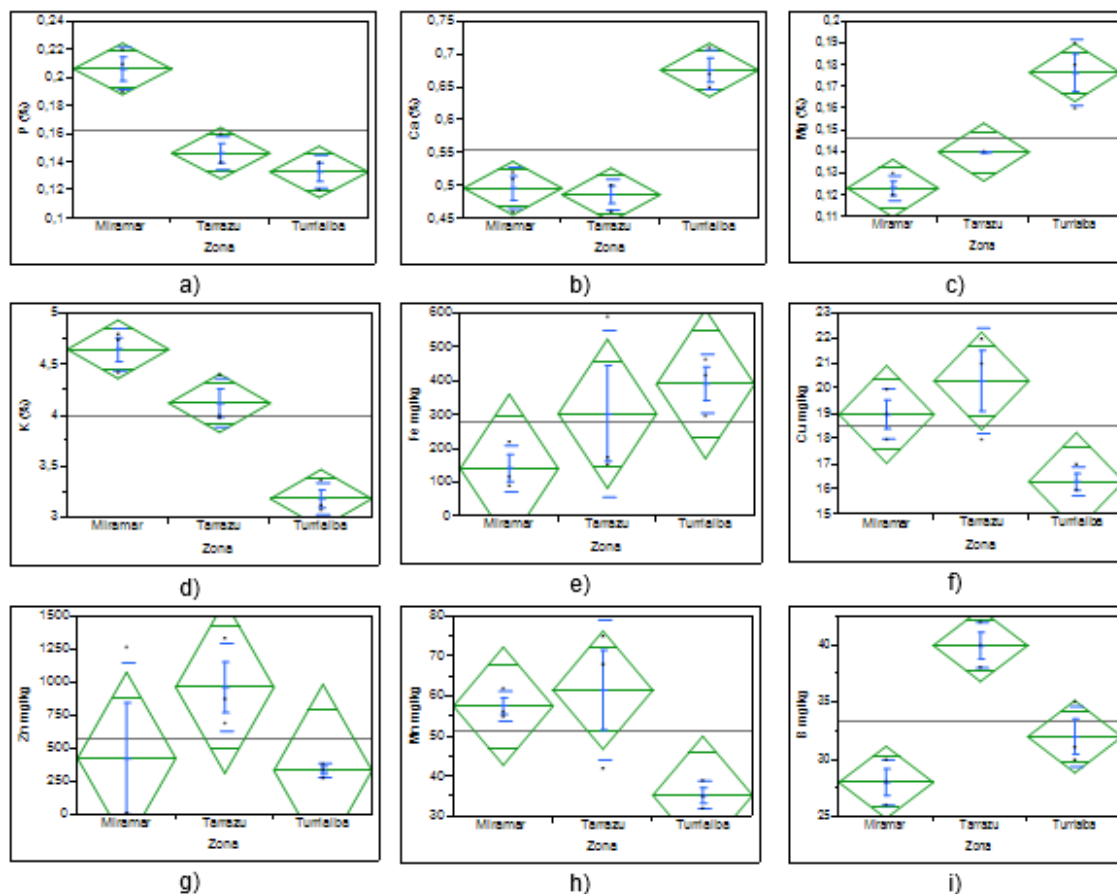 0,24
0,22
0,2
0,18
0,16
0,14
0,12
0,1
P (%)
Miramar Tarrazu Turrialba
Zona
a)
0,75
0,7
0,65
0,6
0,55
0,5
0,45
Ca (%)
Miramar Tarrazu Turrialba
Zona
b)
0,2
0,19
0,18
0,17
0,16
0,15
0,14
0,13
0,12
0,11
Mg (%)
Miramar Tarrazu Turrialba
Zona
c)
5
4,5
4
3,5
3
K (%)
Miramar Tarrazu Turrialba
Zona
d)
600
500
400
300
200
100
0
Fe mg/kg
Miramar Tarrazu Turrialba
Zona
e)
23
22
21
20
19
18
17
16
15
Cu mg/kg
Miramar Tarrazu Turrialba
Zona
f)
1500
1250
1000
750
500
250
0
Zn mg/kg
Miramar Tarrazu Turrialba
Zona
g)
80
70
60
50
40
30
Mn mg/kg
Miramar Tarrazu Turrialba
Zona
h)
40
35
30
25
B mg/kg
Miramar Tarrazu Turrialba
Zona
i)